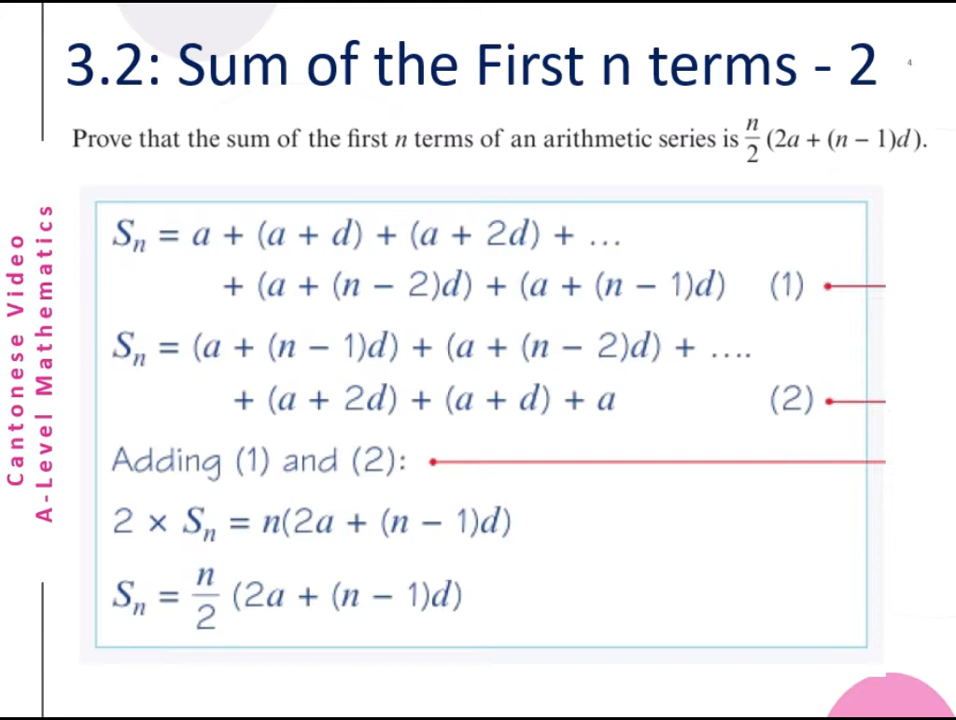 3.2: Sum of the First n terms - 2
4
Prove that the sum of the first n terms of an arithmetic series is n/2 (2a + (n − 1)d).
Sₙ = a + (a + d) + (a + 2d) + ...
+ (a + (n − 2)d) + (a + (n − 1)d) (1)
Sₙ = (a + (n − 1)d) + (a + (n − 2)d) + ....
+ (a + 2d) + (a + d) + a (2)
Adding (1) and (2):
2 × Sₙ = n(2a + (n − 1)d)
Sₙ = n/2 (2a + (n − 1)d)
Cantonese Video
A-Level Mathematics